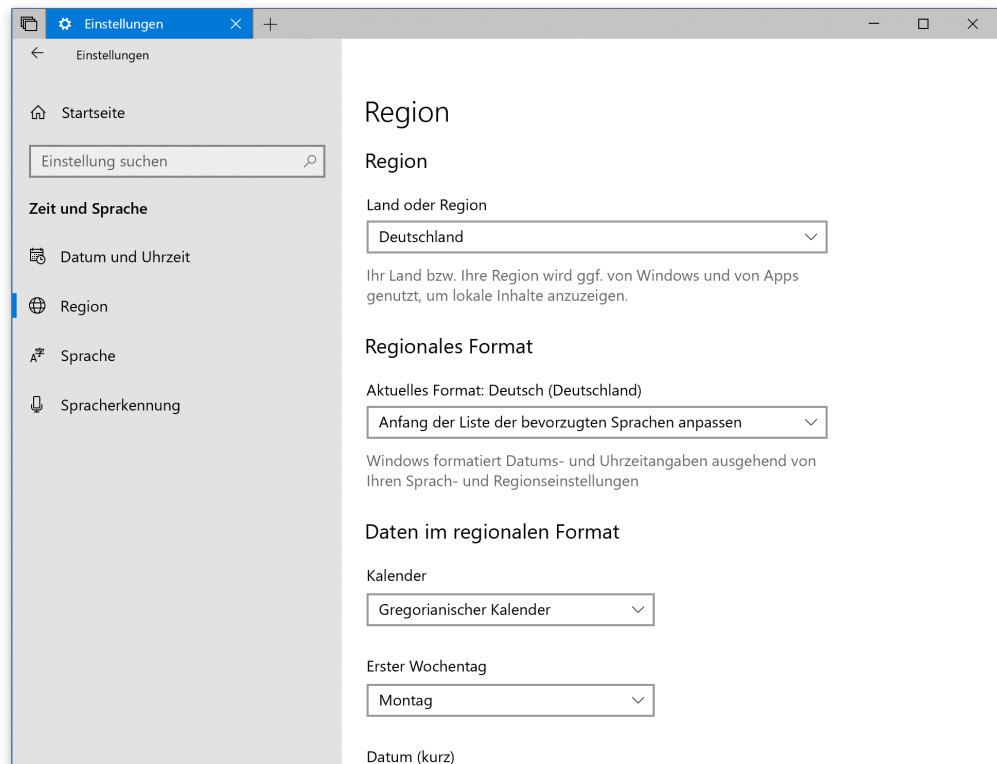 Einstellungen
Einstellungen
Startseite
Einstellung suchen
Zeit und Sprache
Datum und Uhrzeit
Region
Sprache
Spracherkennung
Region
Region
Land oder Region
Deutschland
Ihr Land bzw. Ihre Region wird ggf. von Windows und von Apps
genutzt, um lokale Inhalte anzuzeigen.
Regionales Format
Aktuelles Format: Deutsch (Deutschland)
Anfang der Liste der bevorzugten Sprachen anpassen
Windows formatiert Datums- und Uhrzeitangaben ausgehend von
Ihren Sprach- und Regionseinstellungen
Daten im regionalen Format
Kalender
Gregorianischer Kalender
Erster Wochentag
Montag
Datum (kurz)